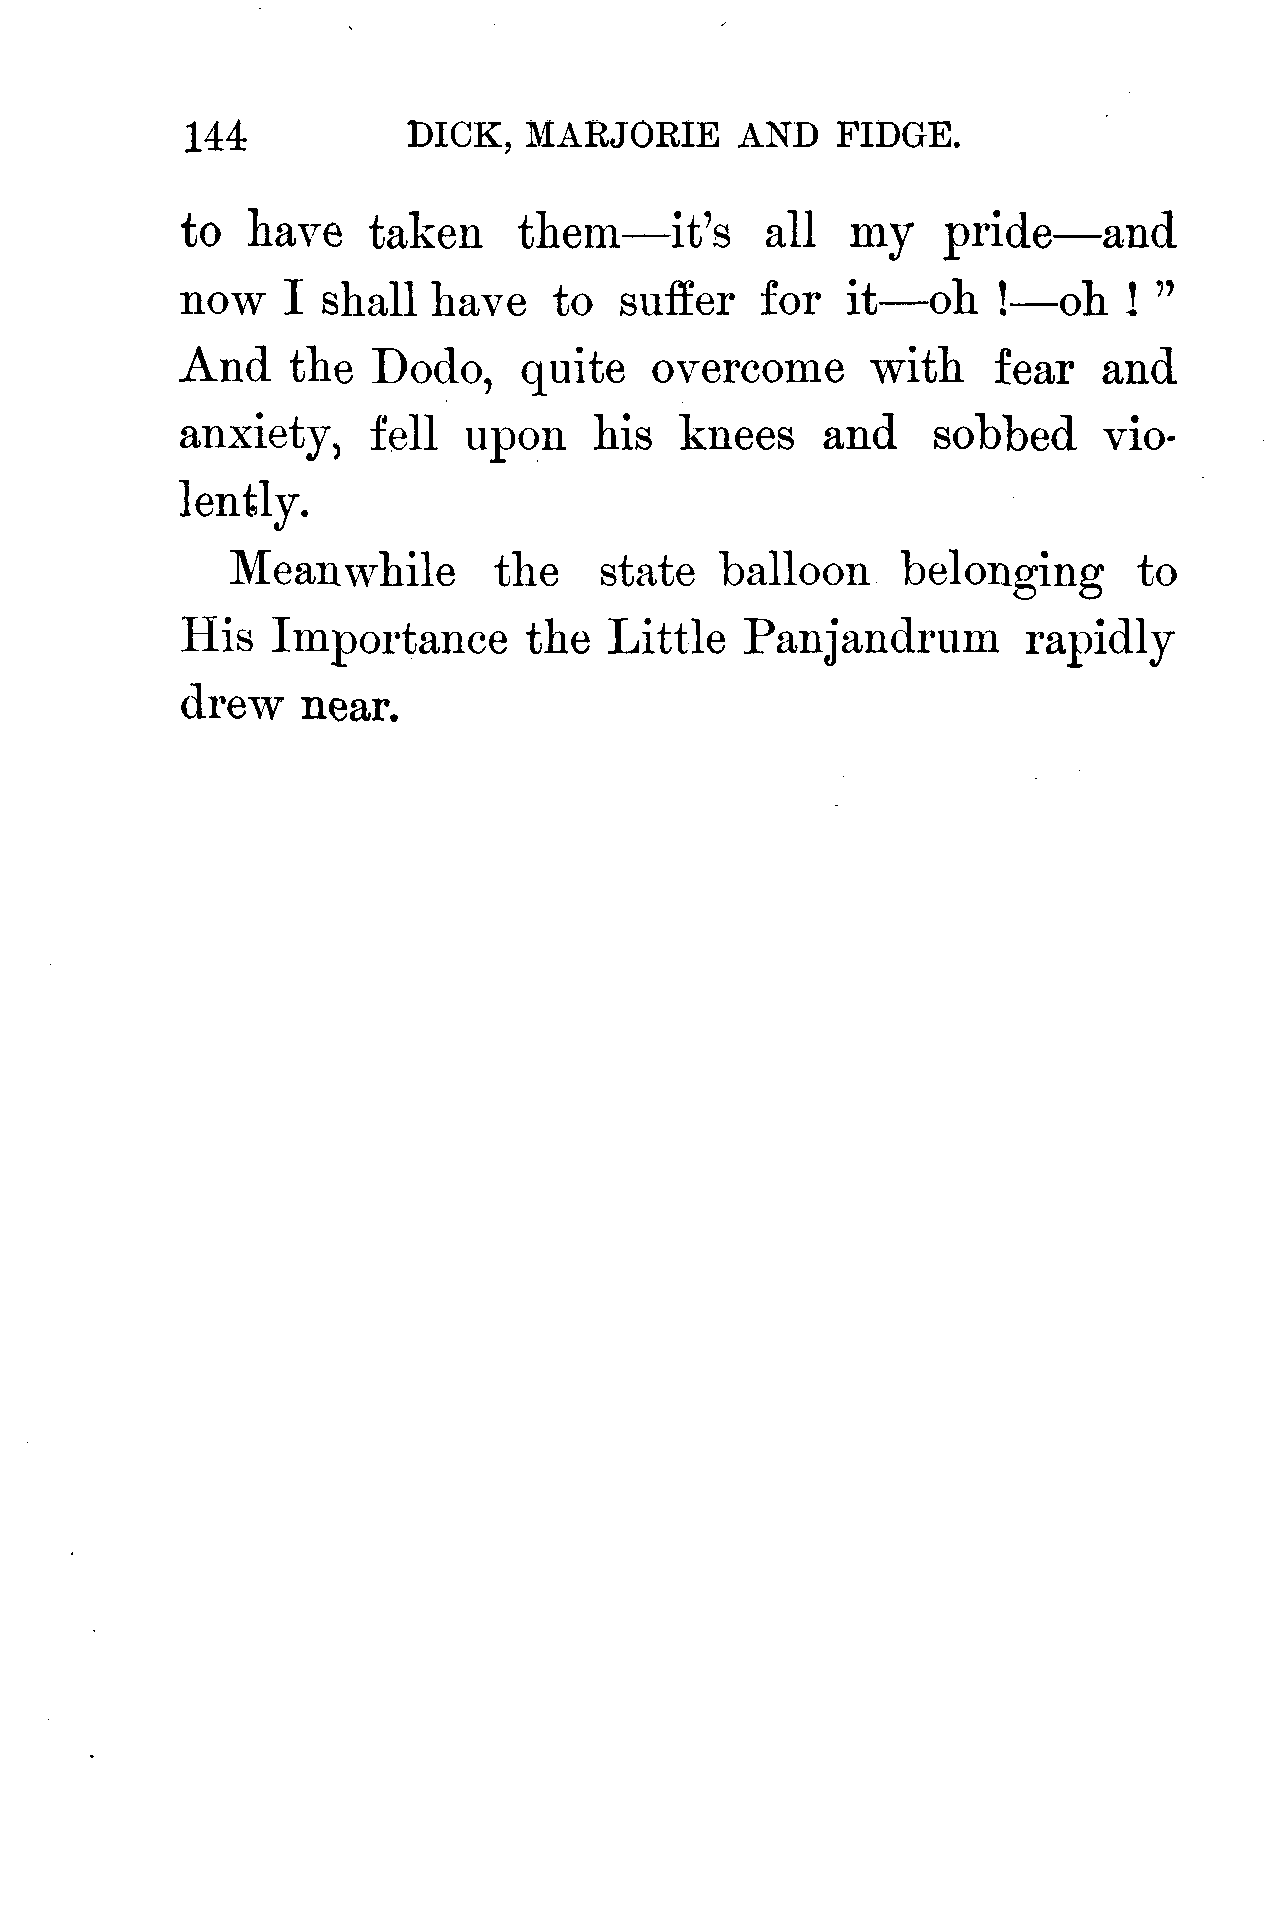 144 DICK, MARJORIE AND FIDGE.
to have taken them—it's all my pride—and
now I shall have to suffer for it—oh !—oh ! ”
And the Dodo, quite overcome with fear and
anxiety, fell upon his knees and sobbed vio-
lently.
Meanwhile the state balloon belonging to
His Importance the Little Panjandrum rapidly
drew near.